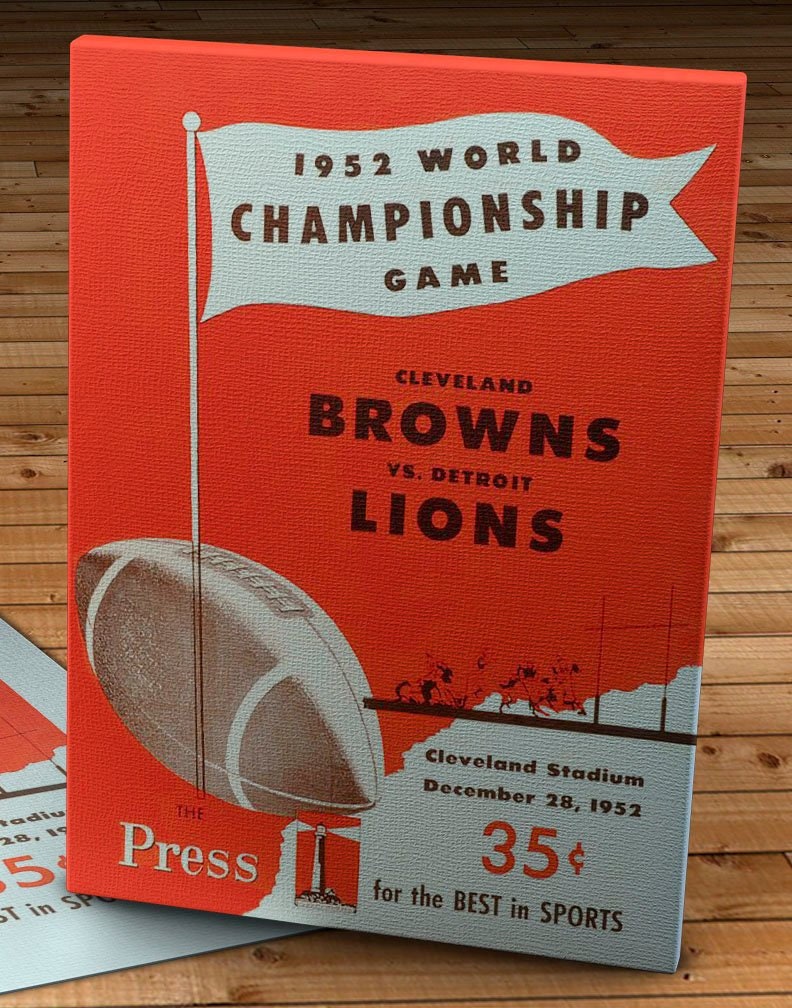 1952 WORLD
CHAMPIONSHIP
GAME
CLEVELAND
BROWNS
VS. DETROIT
LIONS
Cleveland Stadium
December 28, 1952
35¢
for the BEST in SPORTS
THE
Press